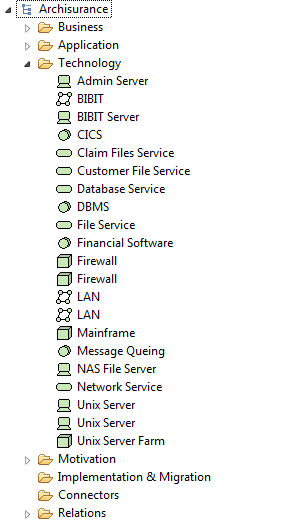 Archisurance
Business
Application
Technology
Admin Server
BIBIT
BIBIT Server
CICS
Claim Files Service
Customer File Service
Database Service
DBMS
File Service
Financial Software
Firewall
Firewall
LAN
LAN
Mainframe
Message Queing
NAS File Server
Network Service
Unix Server
Unix Server
Unix Server Farm
Motivation
Implementation & Migration
Connectors
Relations